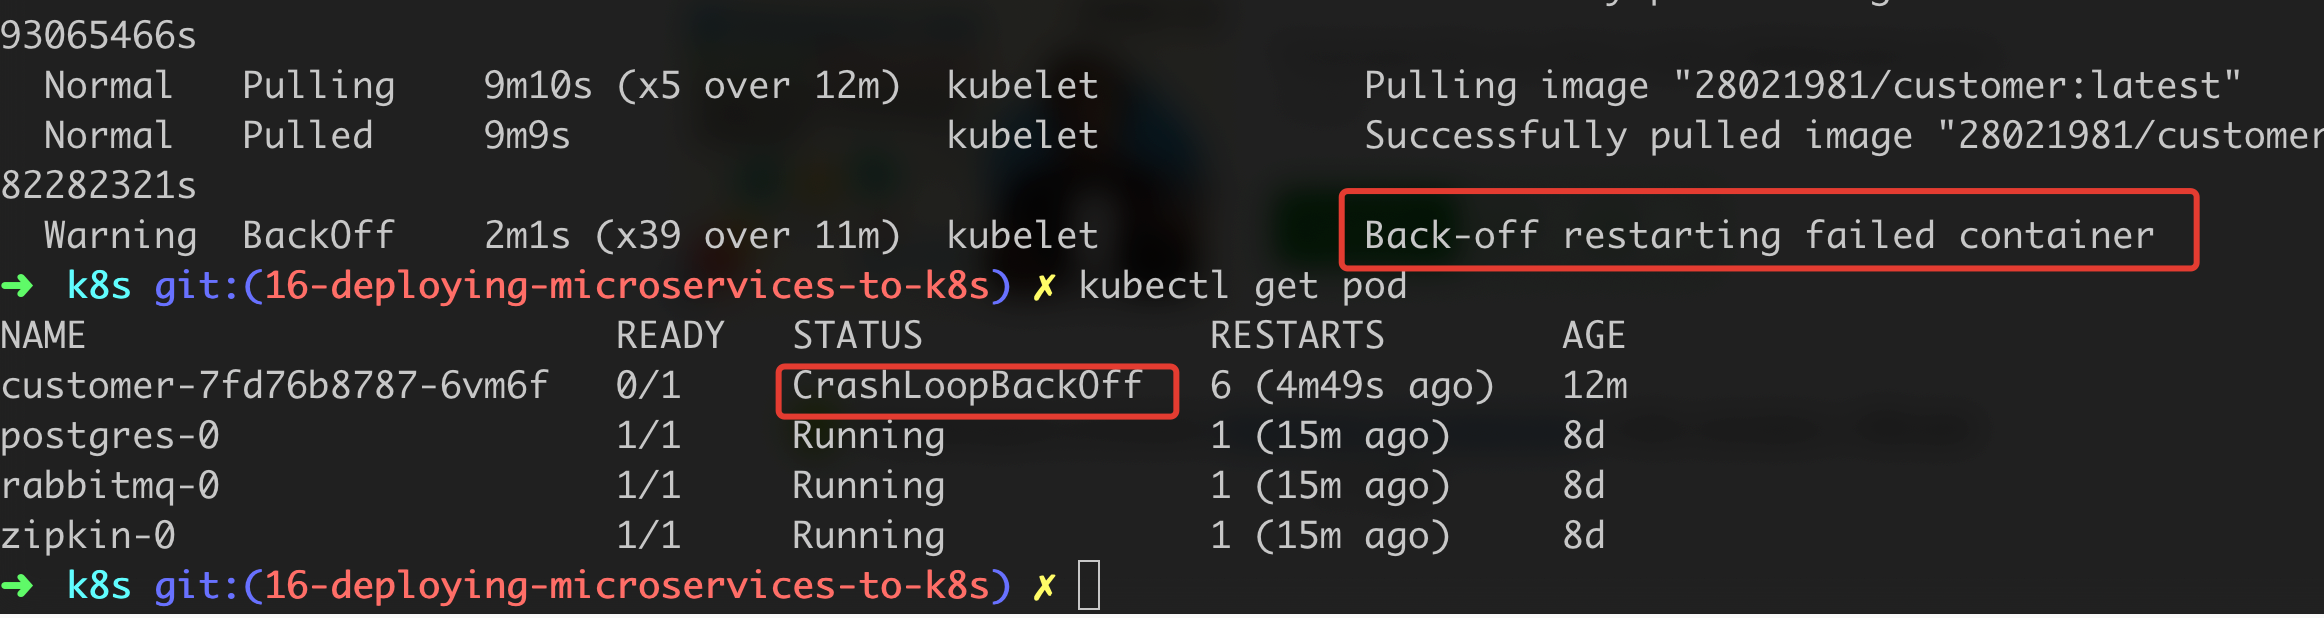 93065466s
  Normal   Pulling    9m10s (x5 over 12m)  kubelet            Pulling image "28021981/customer:latest"
  Normal   Pulled     9m9s                 kubelet            Successfully pulled image "28021981/customer
82282321s
  Warning  BackOff    2m1s (x39 over 11m)  kubelet            Back-off restarting failed container
➜  k8s git:(16-deploying-microservices-to-k8s) ✗ kubectl get pod
NAME                        READY   STATUS             RESTARTS        AGE
customer-7fd76b8787-6vm6f   0/1     CrashLoopBackOff   6 (4m49s ago)   12m
postgres-0                  1/1     Running            1 (15m ago)     8d
rabbitmq-0                  1/1     Running            1 (15m ago)     8d
zipkin-0                    1/1     Running            1 (15m ago)     8d
➜  k8s git:(16-deploying-microservices-to-k8s) ✗